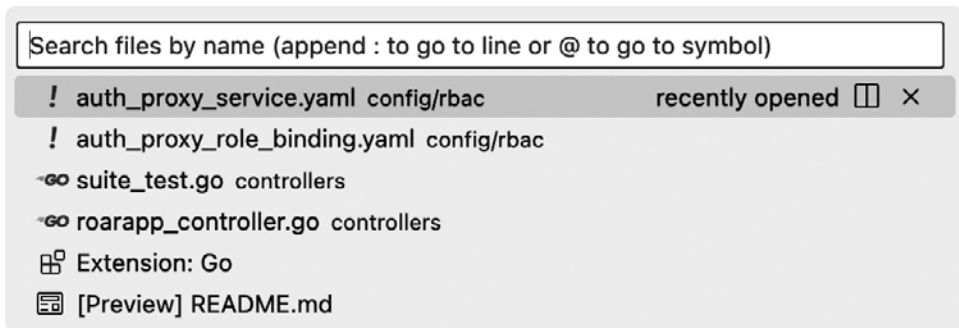 Search files by name (append : to go to line or @ to go to symbol)
! auth_proxy_service.yaml config/rbac recently opened
! auth_proxy_role_binding.yaml config/rbac
GO suite_test.go controllers
GO roarapp_controller.go controllers
Extension: Go
[Preview] README.md